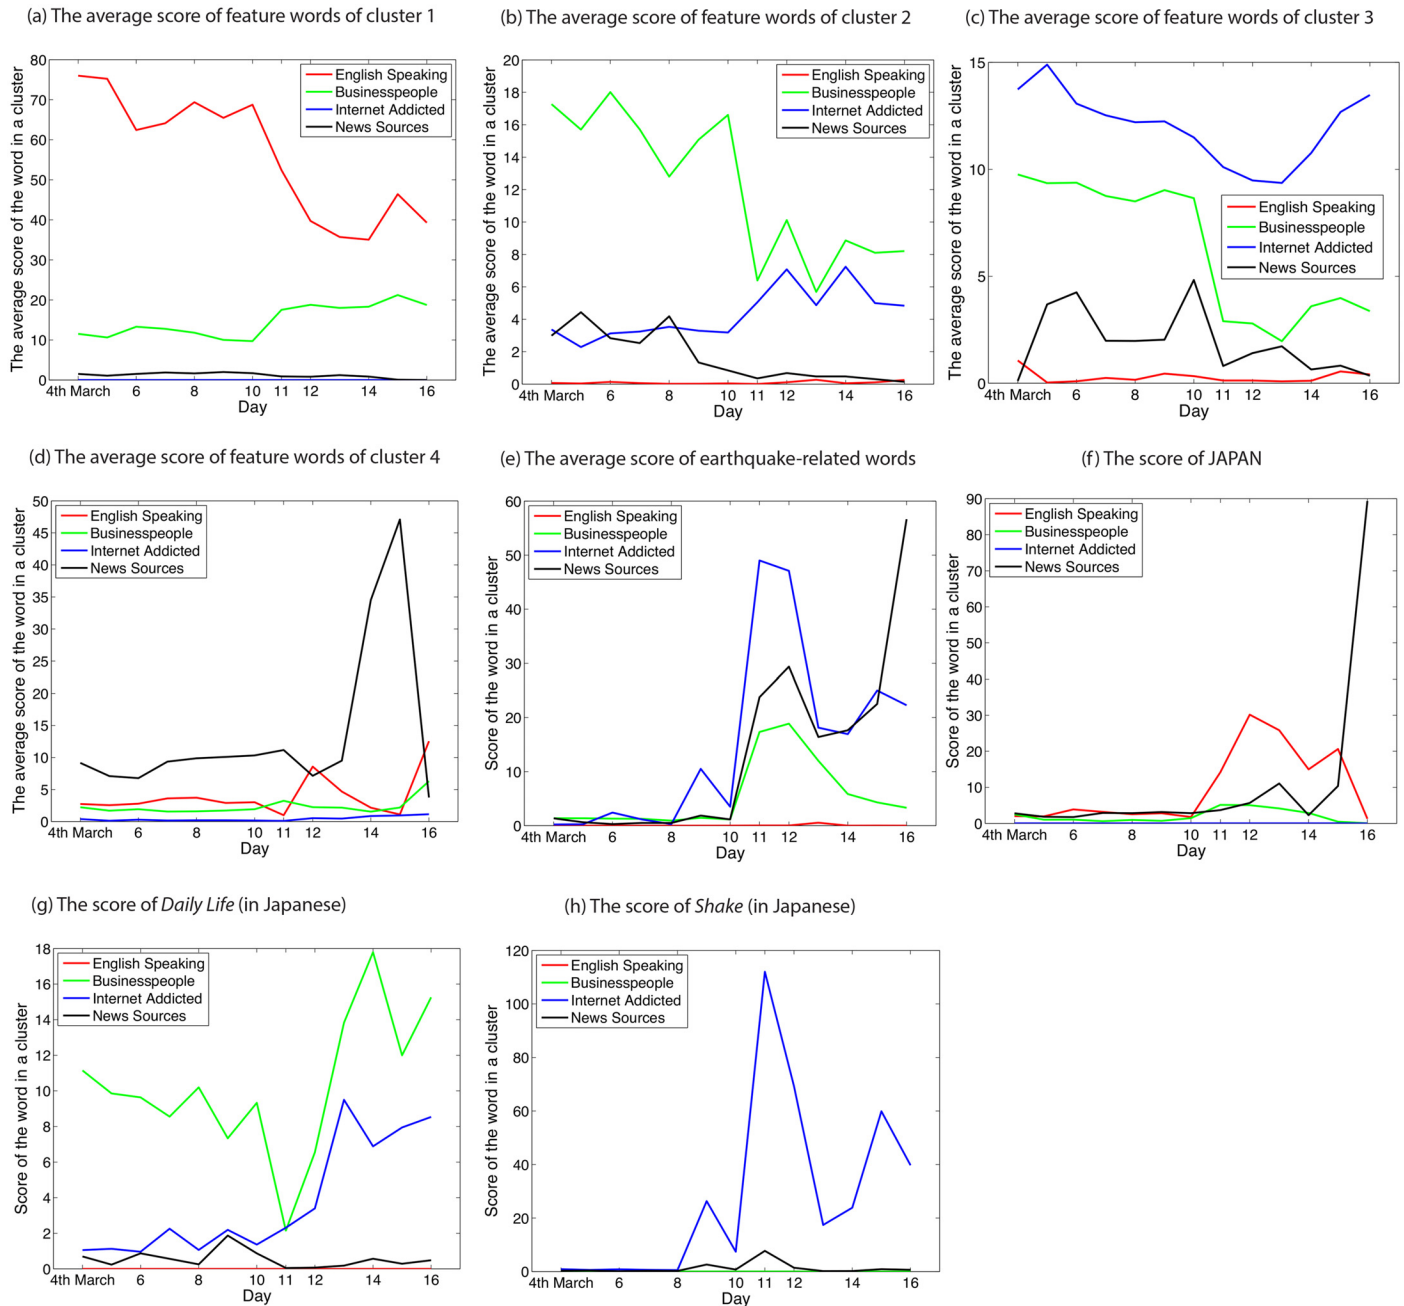 (a) The average score of feature words of cluster 1
The average score of the word in a cluster
80
70
60
50
40
30
20
10
0
English Speaking
Businesspeople
Internet Addicted
News Sources
4th March 6 8 10 11 12 14 16
Day
(b) The average score of feature words of cluster 2
The average score of the word in a cluster
20
18
16
14
12
10
8
6
4
2
0
English Speaking
Businesspeople
Internet Addicted
News Sources
4th March 6 8 10 11 12 14 16
Day
(c) The average score of feature words of cluster 3
The average score of the word in a cluster
15
10
5
0
English Speaking
Businesspeople
Internet Addicted
News Sources
4th March 6 8 10 11 12 14 16
Day
(d) The average score of feature words of cluster 4
The average score of the word in a cluster
50
45
40
35
30
25
20
15
10
5
0
English Speaking
Businesspeople
Internet Addicted
News Sources
4th March 6 8 10 11 12 14 16
Day
(e) The average score of earthquake-related words
Score of the word in a cluster
60
50
40
30
20
10
0
English Speaking
Businesspeople
Internet Addicted
News Sources
4th March 6 8 10 11 12 14 16
Day
(f) The score of JAPAN
Score of the word in a cluster
90
80
70
60
50
40
30
20
10
0
English Speaking
Businesspeople
Internet Addicted
News Sources
4th March 6 8 10 11 12 14 16
Day
(g) The score of Daily Life (in Japanese)
Score of the word in a cluster
18
16
14
12
10
8
6
4
2
0
English Speaking
Businesspeople
Internet Addicted
News Sources
4th March 6 8 10 11 12 14 16
Day
(h) The score of Shake (in Japanese)
Score of the word in a cluster
120
100
80
60
40
20
0
English Speaking
Businesspeople
Internet Addicted
News Sources
4th March 6 8 10 11 12 14 16
Day